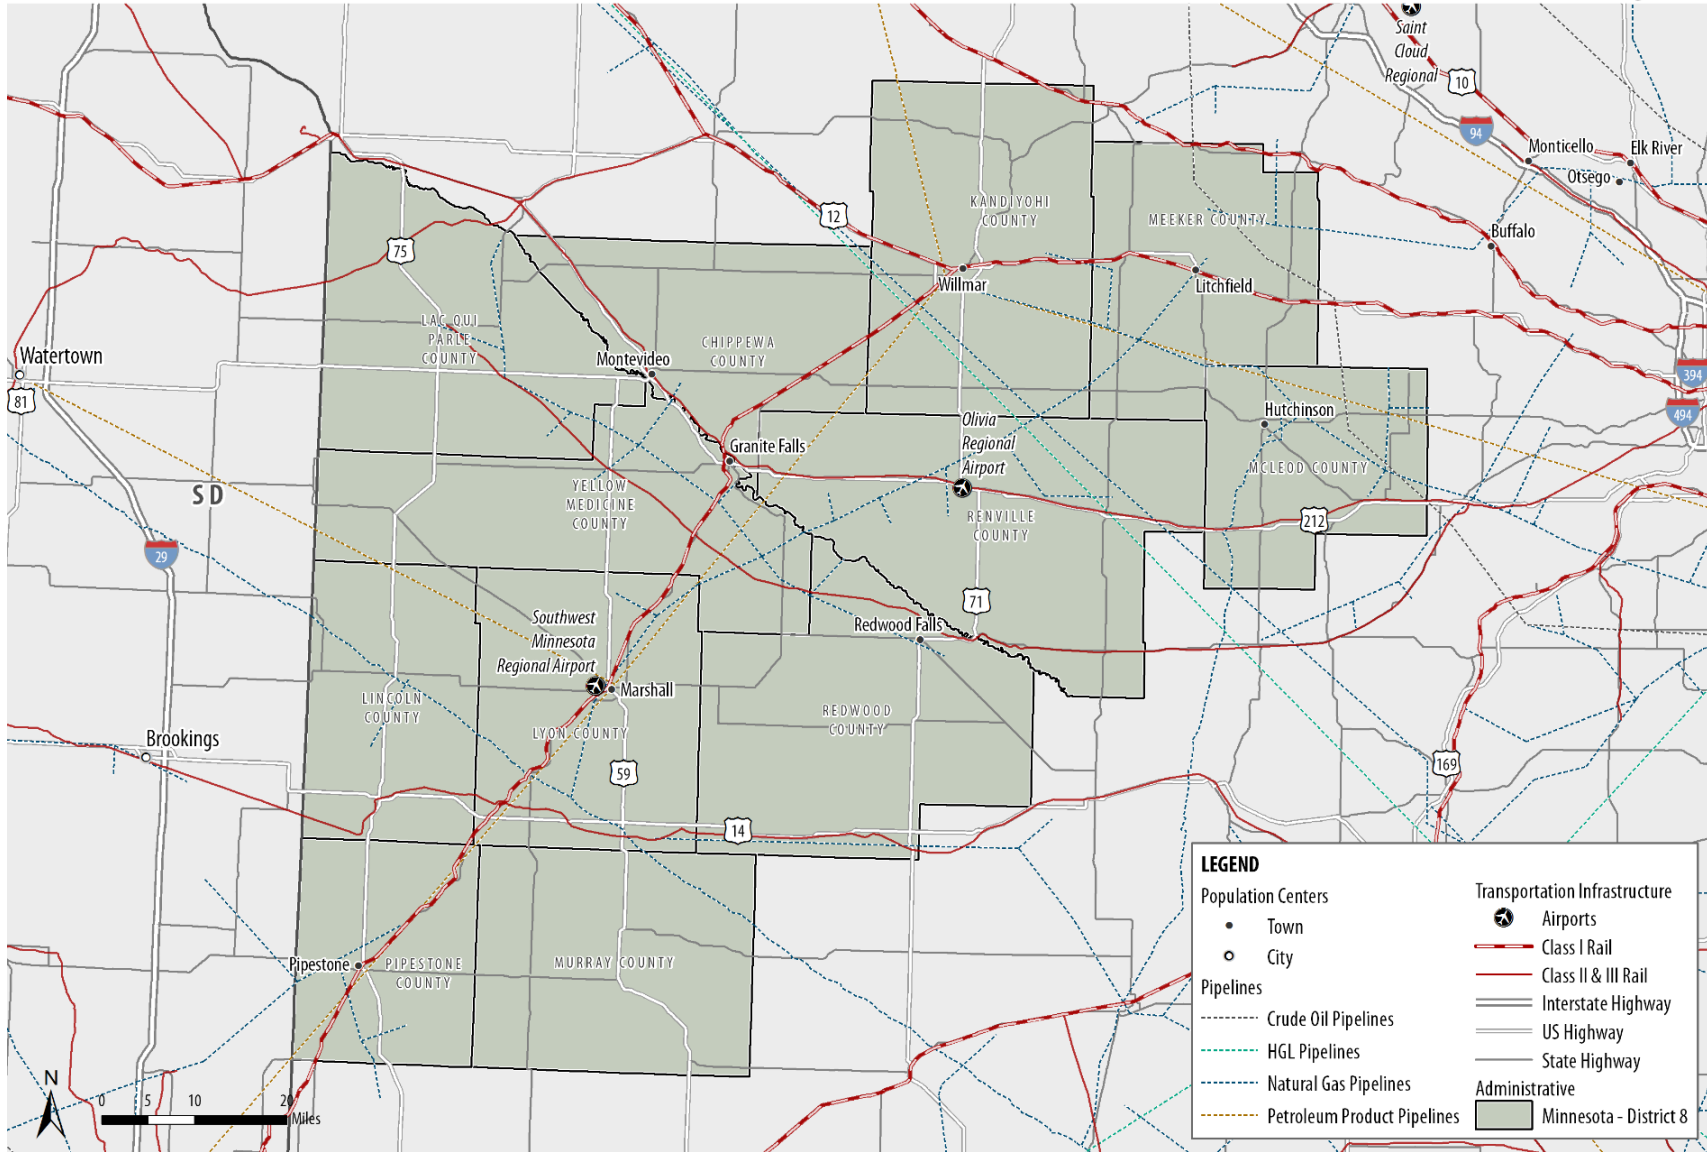 Saint
Cloud
Regional
10
94
Monticello
Elk River
Otsego
Buffalo
12
KANDIYOHI
COUNTY
MEEKER COUNTY
75
Willmar
Litchfield
LAC QUI
PARLE
COUNTY
CHIPPEWA
COUNTY
Montevideo
Watertown
81
394
494
Hutchinson
MCLEOD COUNTY
Olivia
Regional
Airport
Granite Falls
SD
YELLOW
MEDICINE
COUNTY
RENVILLE
COUNTY
212
29
71
Southwest
Minnesota
Regional Airport
Redwood Falls
Marshall
LINCOLN
COUNTY
LYON COUNTY
REDWOOD
COUNTY
Brookings
59
169
14
Pipestone
PIPESTONE
COUNTY
MURRAY COUNTY
N
0 5 10 20
Miles
LEGEND
Population Centers
Town
City
Pipelines
Crude Oil Pipelines
HGL Pipelines
Natural Gas Pipelines
Petroleum Product Pipelines
Transportation Infrastructure
Airports
Class I Rail
Class II & III Rail
Interstate Highway
US Highway
State Highway
Administrative
Minnesota - District 8